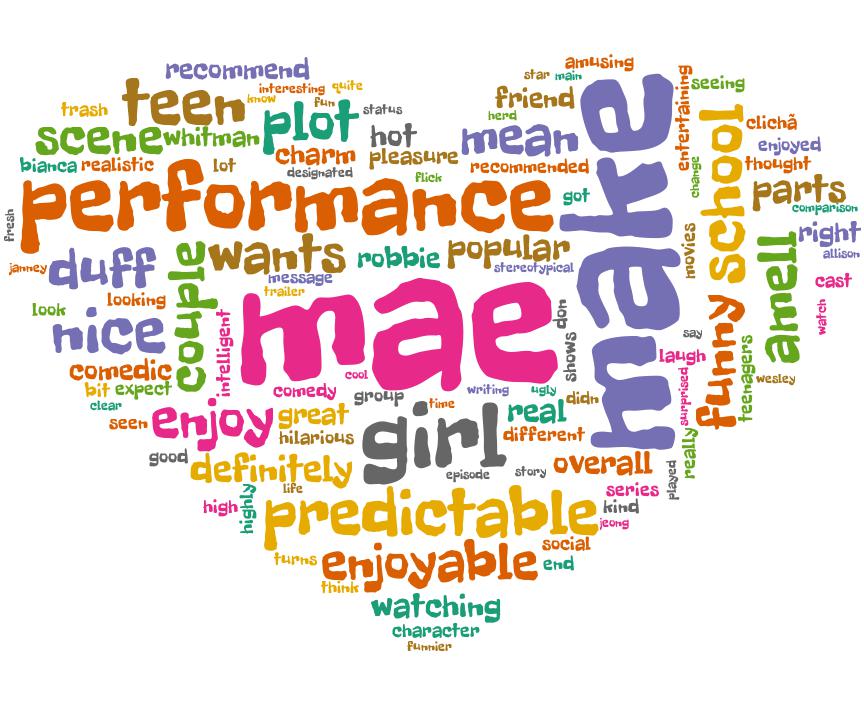 recommend
amusing
star
main
interesting
quite
teen
know
fun
friend
make
entertaining
seeing
trash
plot
status
herd
scene
whitman
hot
mean
school
clichã
enjoyed
bianca
realistic
lot
charm
pleasure
recommended
thought
designated
flick
change
performance
got
parts
comparison
fresh
right
wants
robbie
popular
movies
allison
janney
duff
couple
message
stereotypical
amell
cast
trailer
looking
look
mae
don
funny
watch
nice
intelligent
shows
say
laugh
comedic
cool
wesley
bit
expect
comedy
group
writing
ugly
surprised
teenagers
clear
time
didn
seen
enjoy
great
girl
real
hilarious
different
really
good
definitely
episode
story
overall
played
life
series
high
highly
predictable
kind
jeong
social
turns
enjoyable
end
think
watching
character
funnier